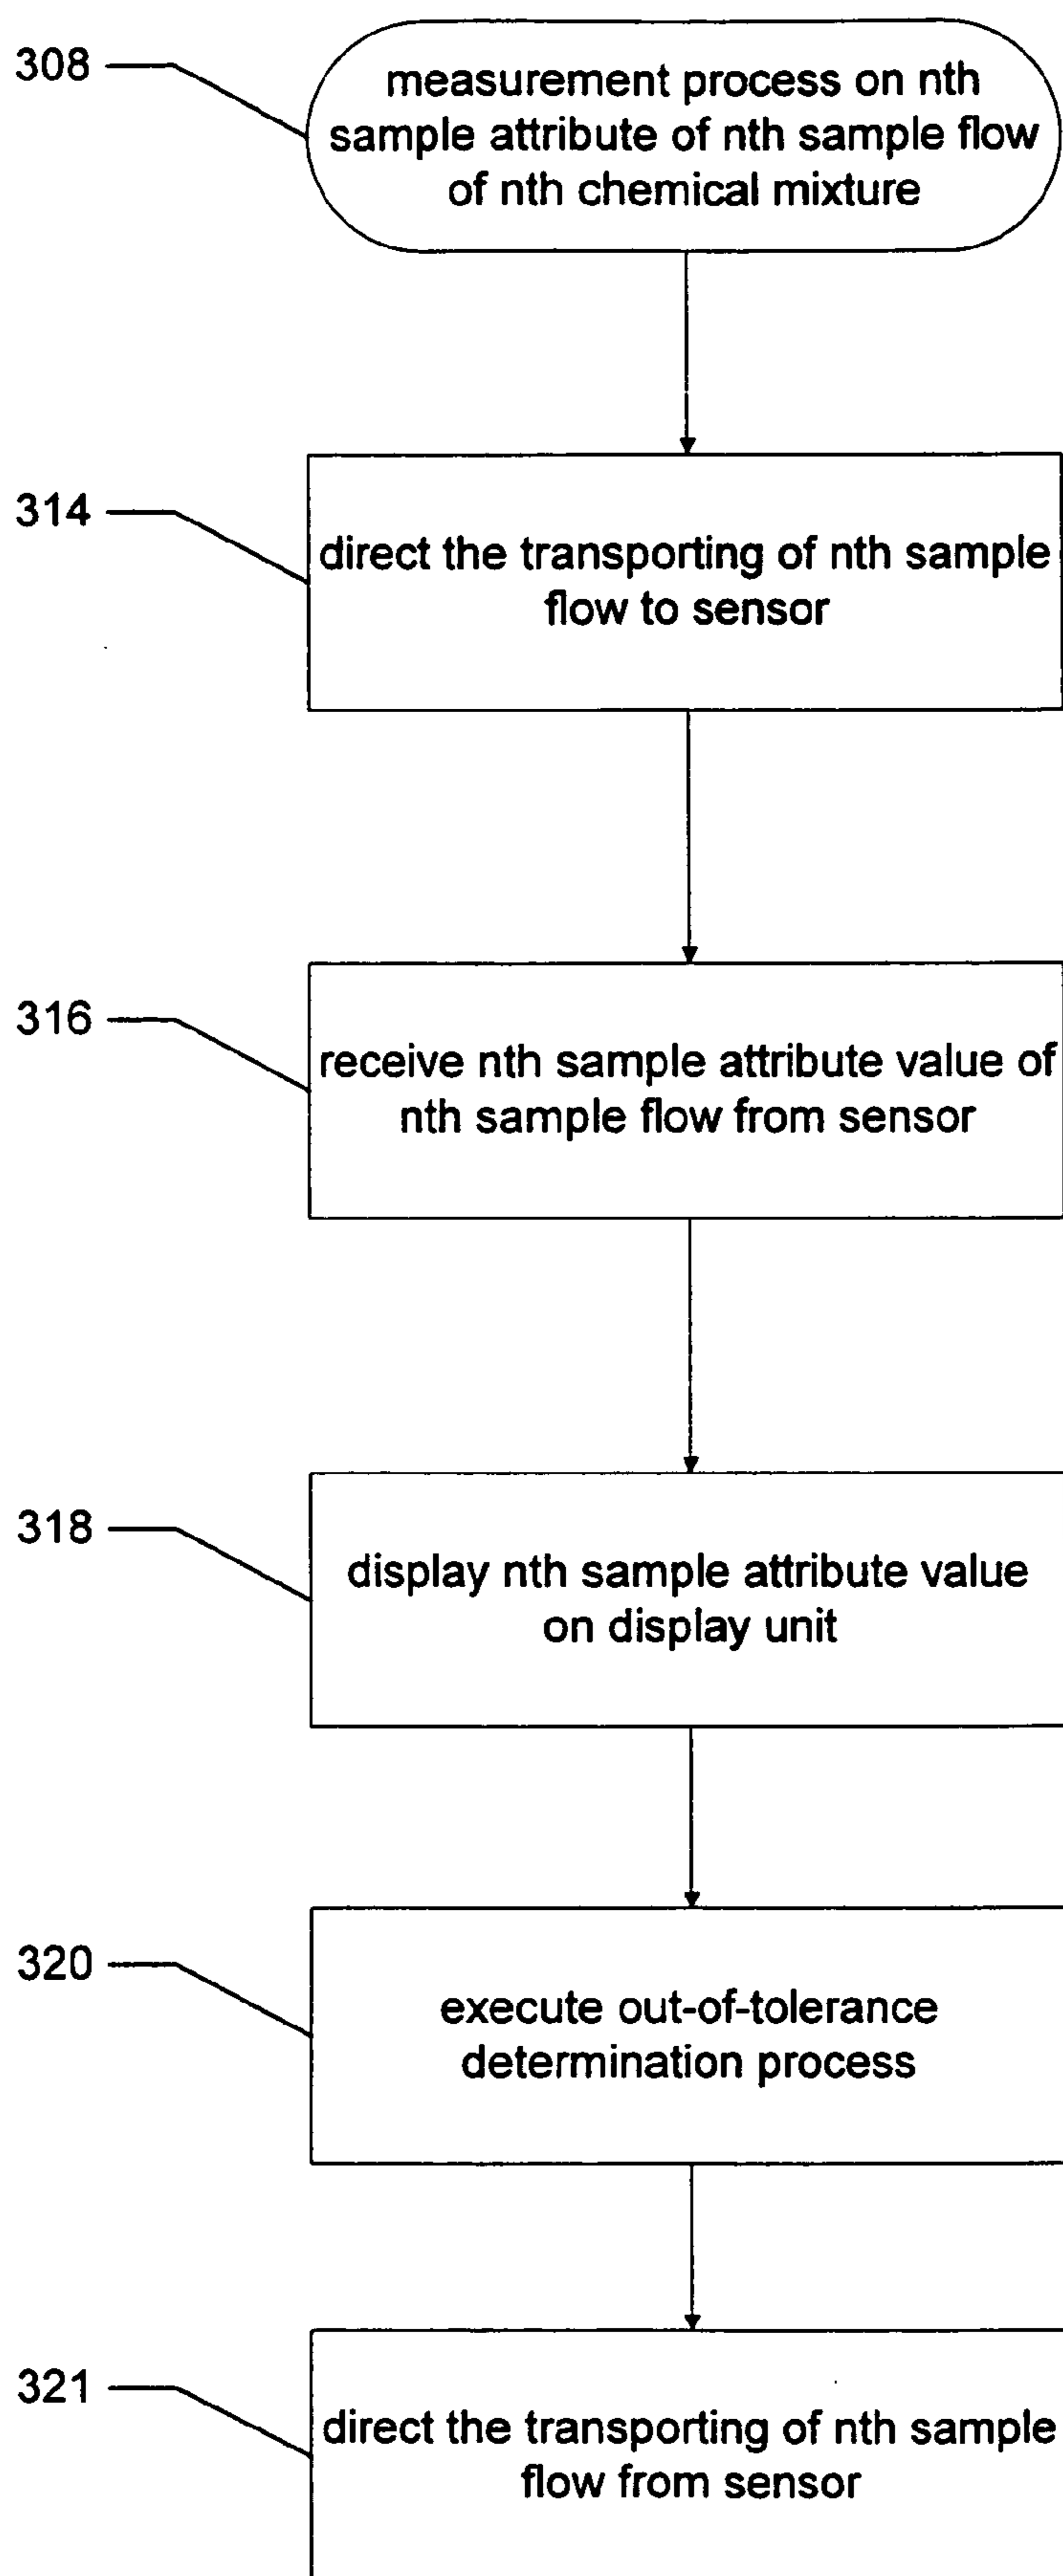 308
measurement process on nth
sample attribute of nth sample flow
of nth chemical mixture
314
direct the transporting of nth sample
flow to sensor
316
receive nth sample attribute value of
nth sample flow from sensor
318
display nth sample attribute value
on display unit
320
execute out-of-tolerance
determination process
321
direct the transporting of nth sample
flow from sensor